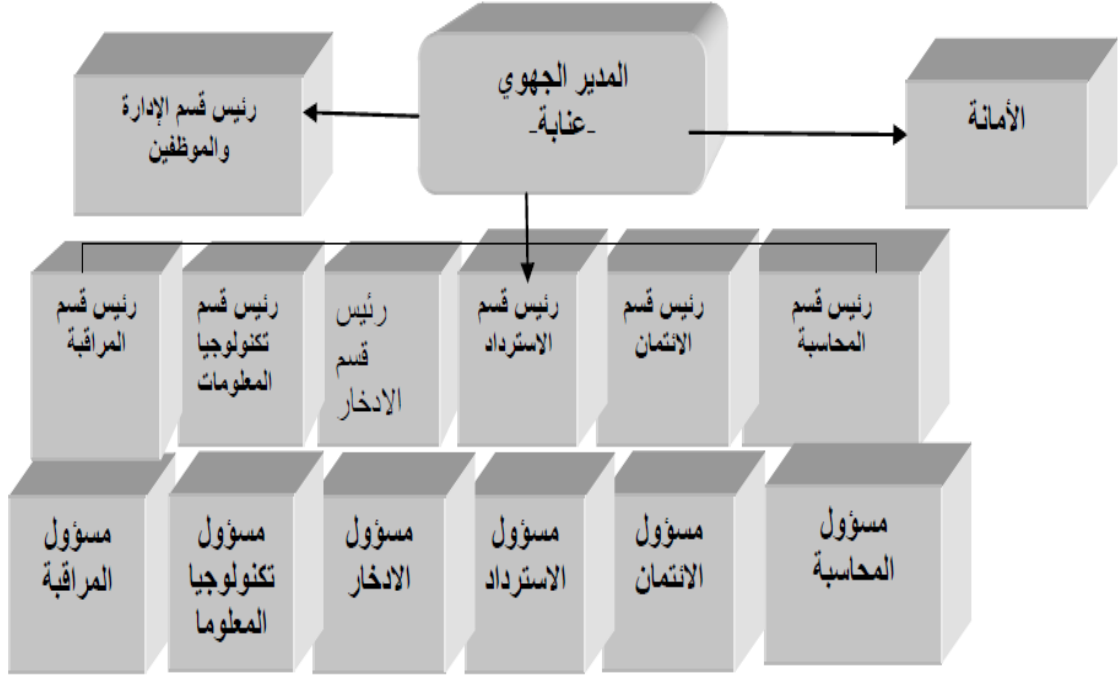 المدير الجهوي
-عنابة-
الأمانة
رئيس قسم الإدارة
والموظفين
رئيس قسم
المحاسبة
رئيس قسم
الائتمان
رئيس قسم
الاسترداد
رئيس
قسم
الادخار
رئيس قسم
تكنولوجيا
المعلومات
رئيس قسم
المراقبة
مسؤول
المحاسبة
مسؤول
الائتمان
مسؤول
الاسترداد
مسؤول
الادخار
مسؤول
تكنولوجيا
المعلوما
مسؤول
المراقبة